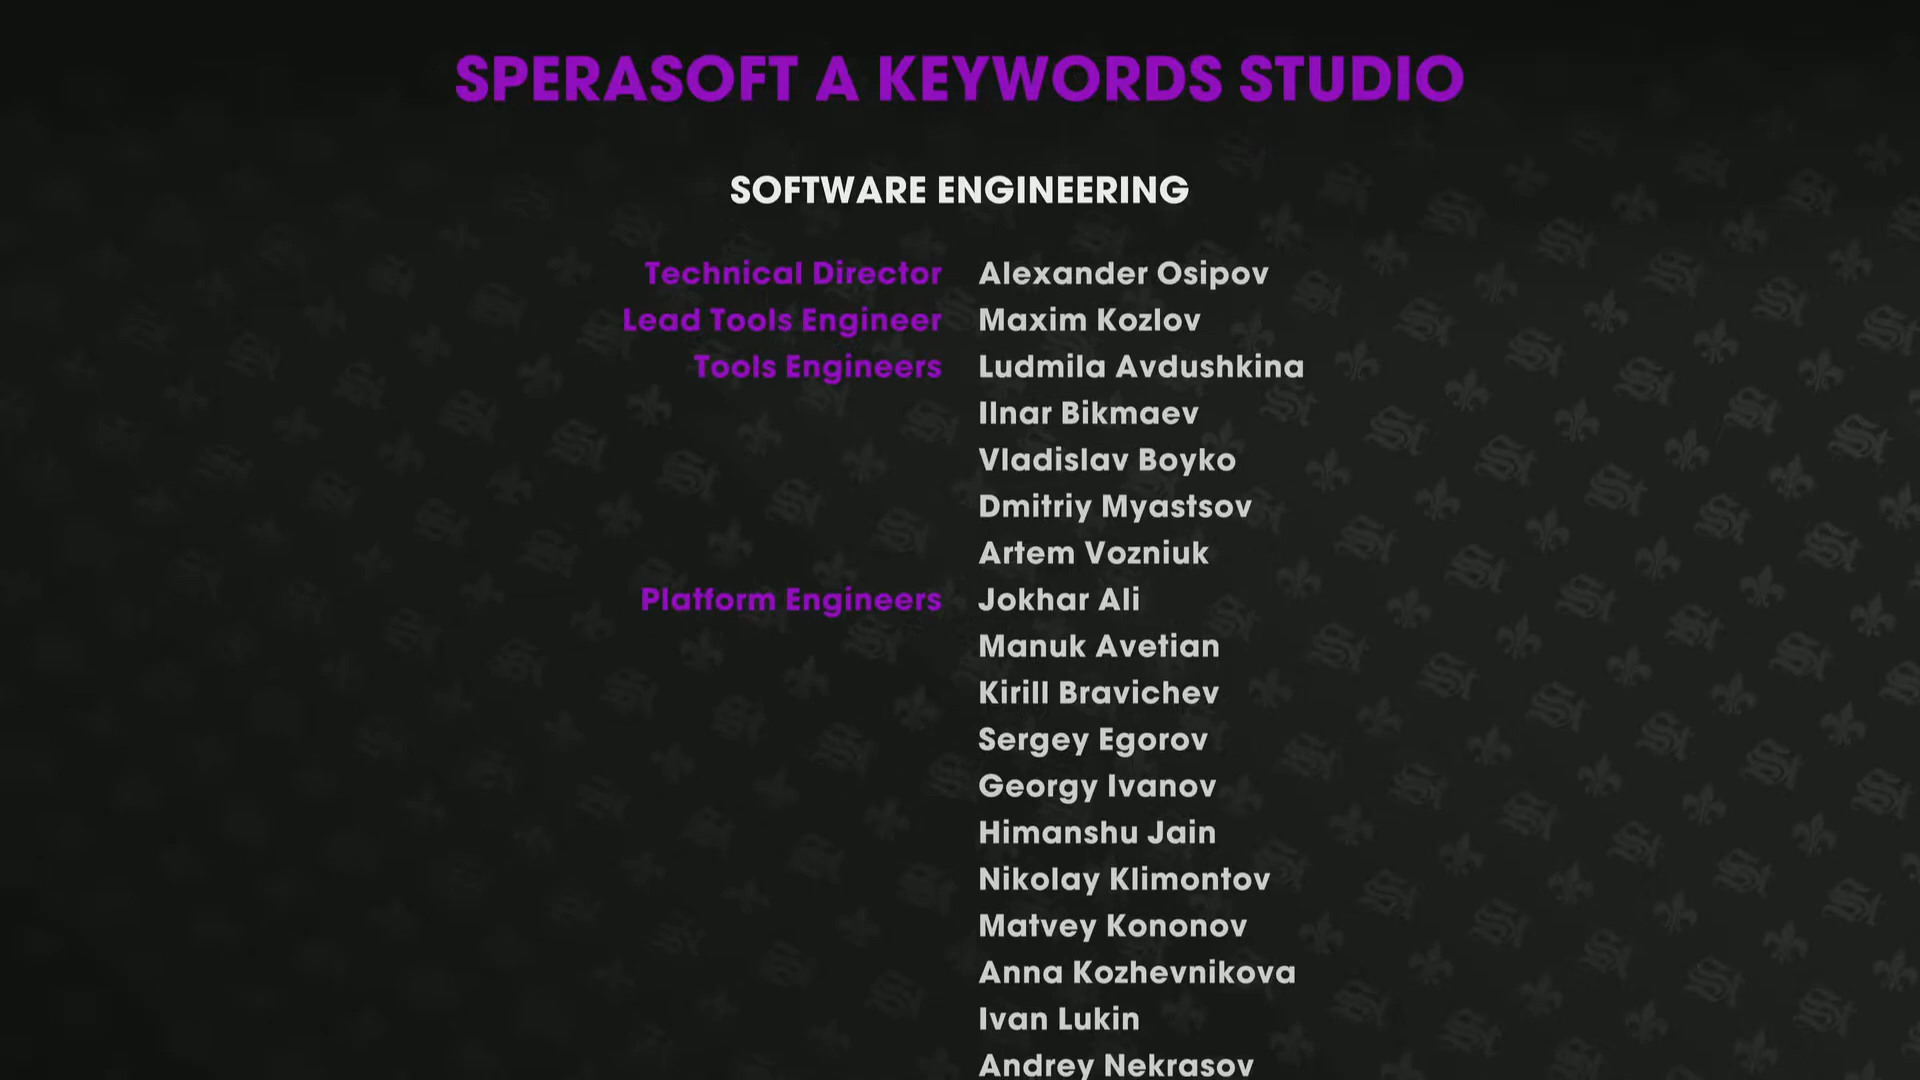 SPERASOFT A KEYWORDS STUDIO
SOFTWARE ENGINEERING
Technical Director Alexander Osipov
Lead Tools Engineer Maxim Kozlov
Tools Engineers Ludmila Avdushkina
Ilnar Bikmaev
Vladislav Boyko
Dmitriy Myastsov
Artem Vozniuk
Platform Engineers Jokhar Ali
Manuk Avetian
Kirill Bravichev
Sergey Egorov
Georgy Ivanov
Himanshu Jain
Nikolay Klimontov
Matvey Kononov
Anna Kozhevnikova
Ivan Lukin
Andrey Nekrasov